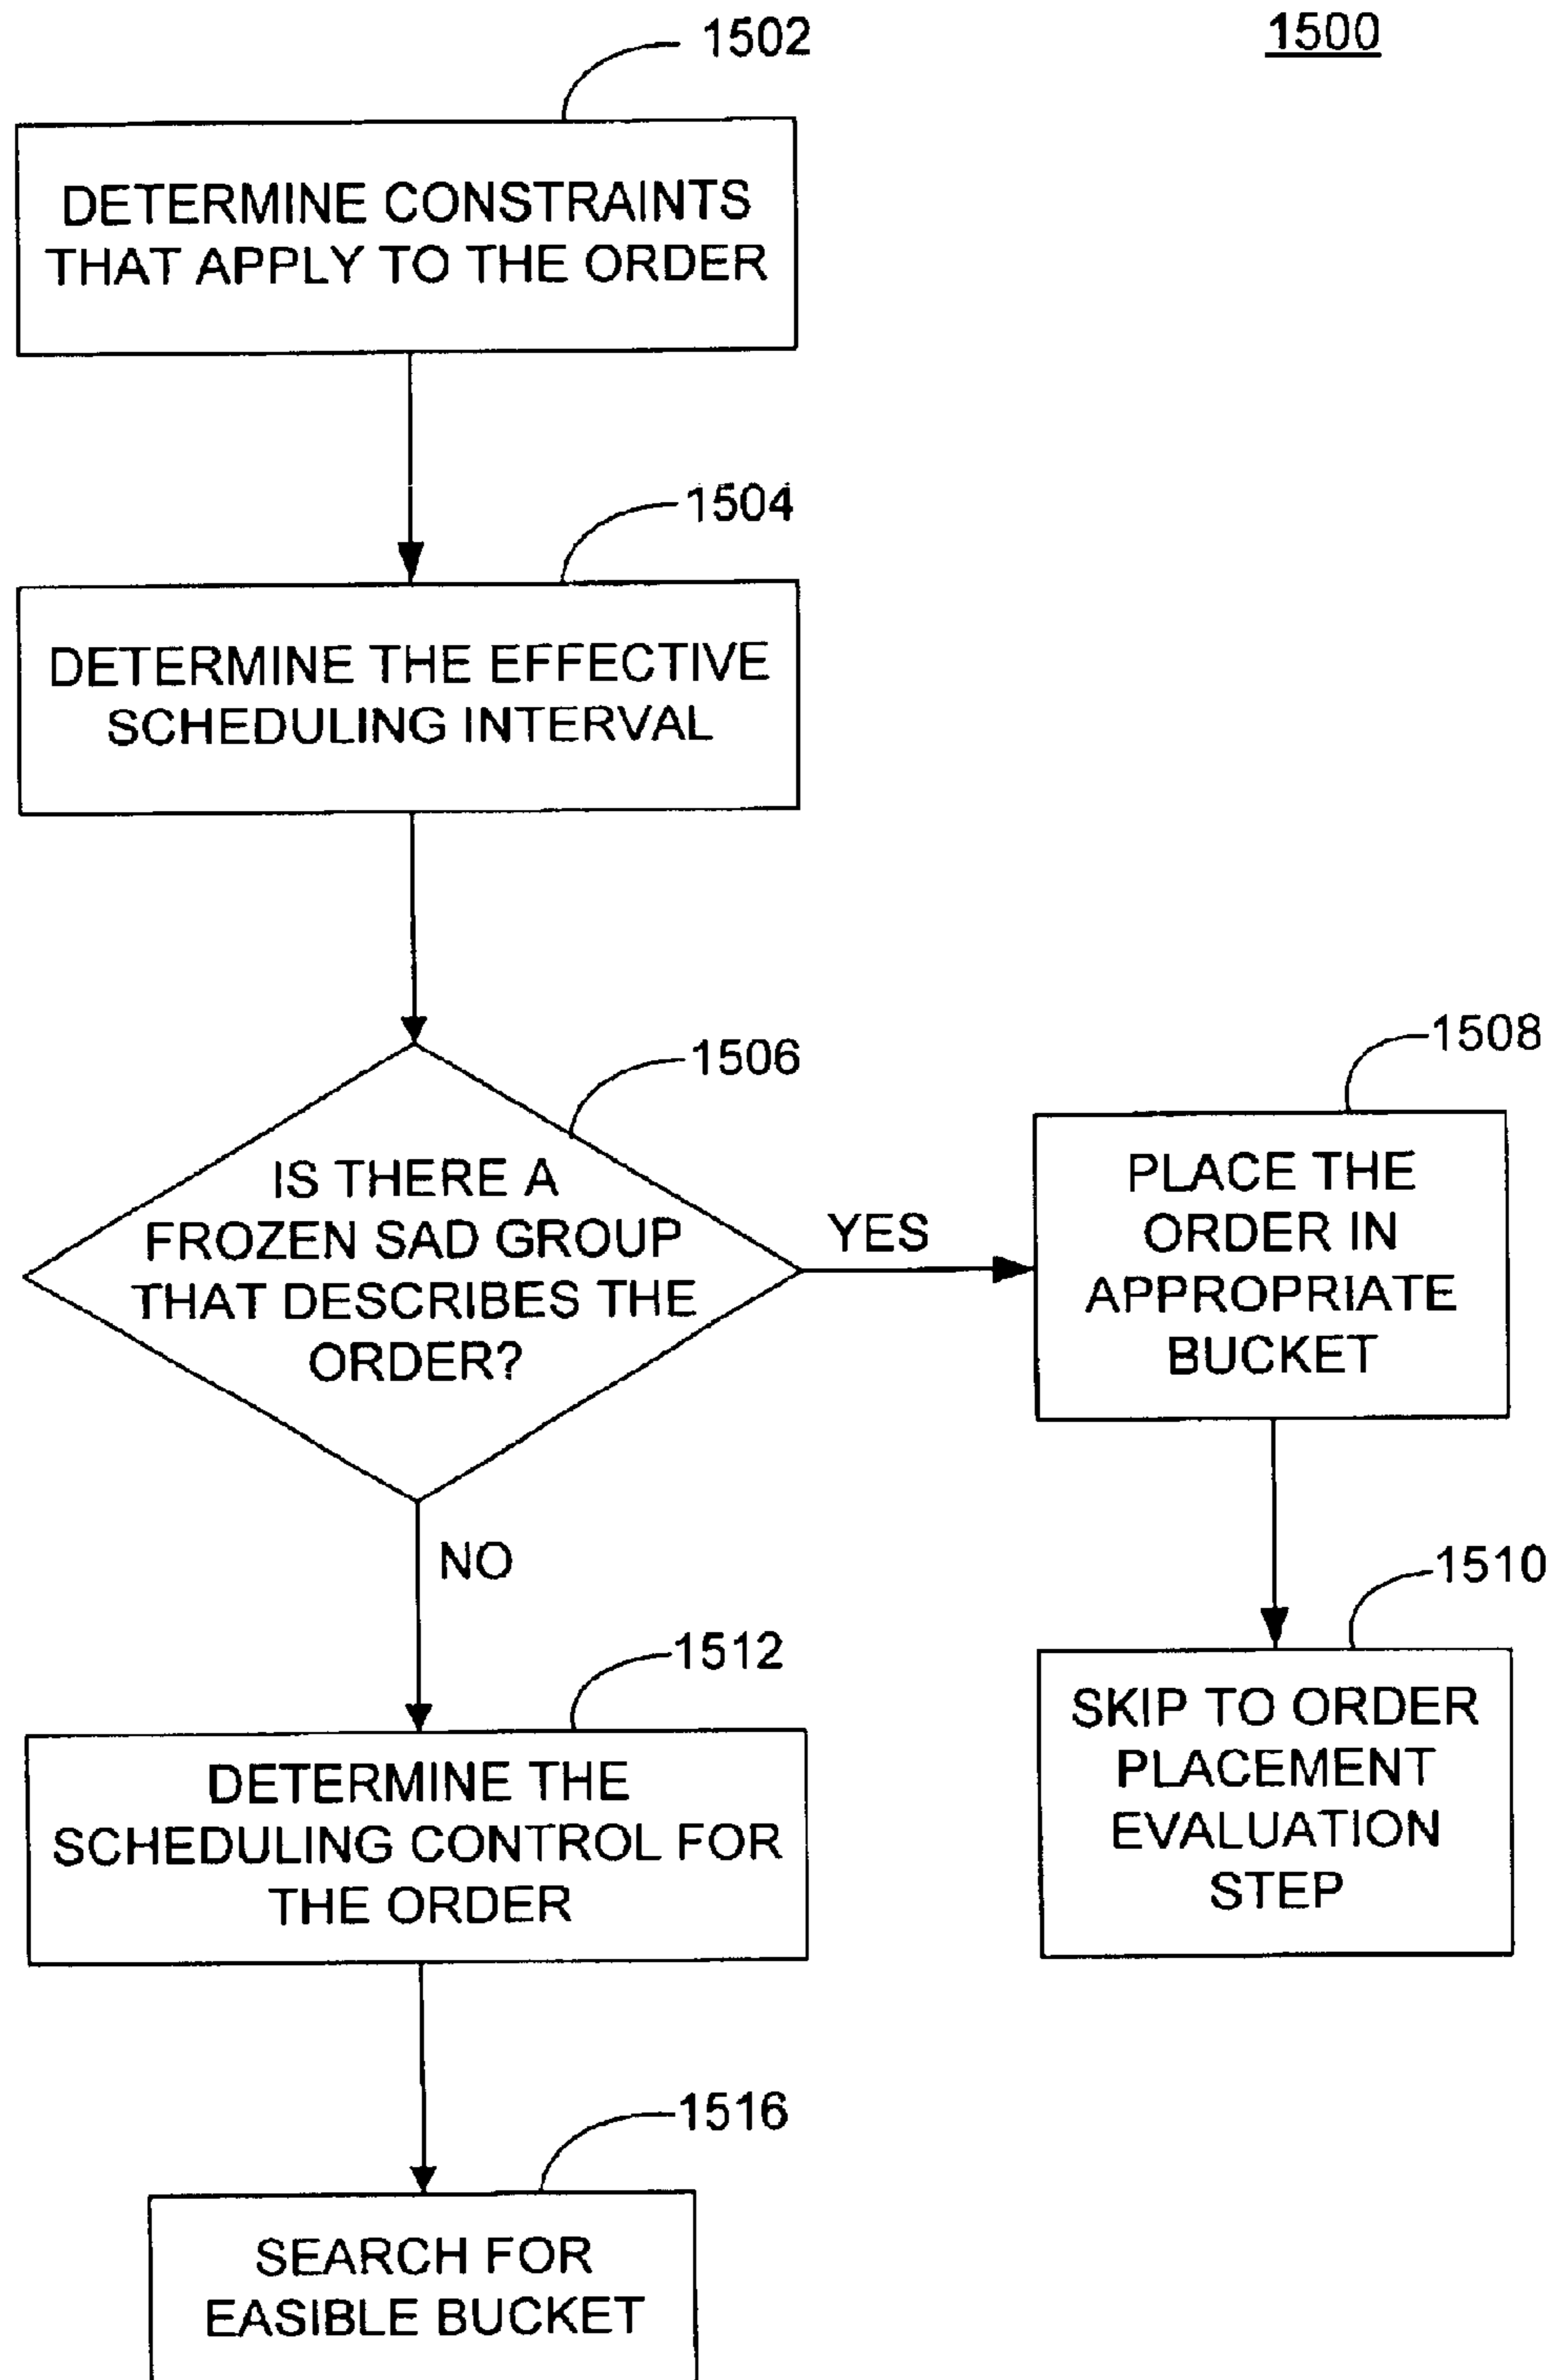 1500
1502
DETERMINE CONSTRAINTS
THAT APPLY TO THE ORDER
1504
DETERMINE THE EFFECTIVE
SCHEDULING INTERVAL
1506
IS THERE A
FROZEN SAD GROUP
THAT DESCRIBES THE
ORDER?
YES
1508
PLACE THE
ORDER IN
APPROPRIATE
BUCKET
NO
1510
SKIP TO ORDER
PLACEMENT
EVALUATION
STEP
1512
DETERMINE THE
SCHEDULING CONTROL FOR
THE ORDER
1516
SEARCH FOR
EASIBLE BUCKET